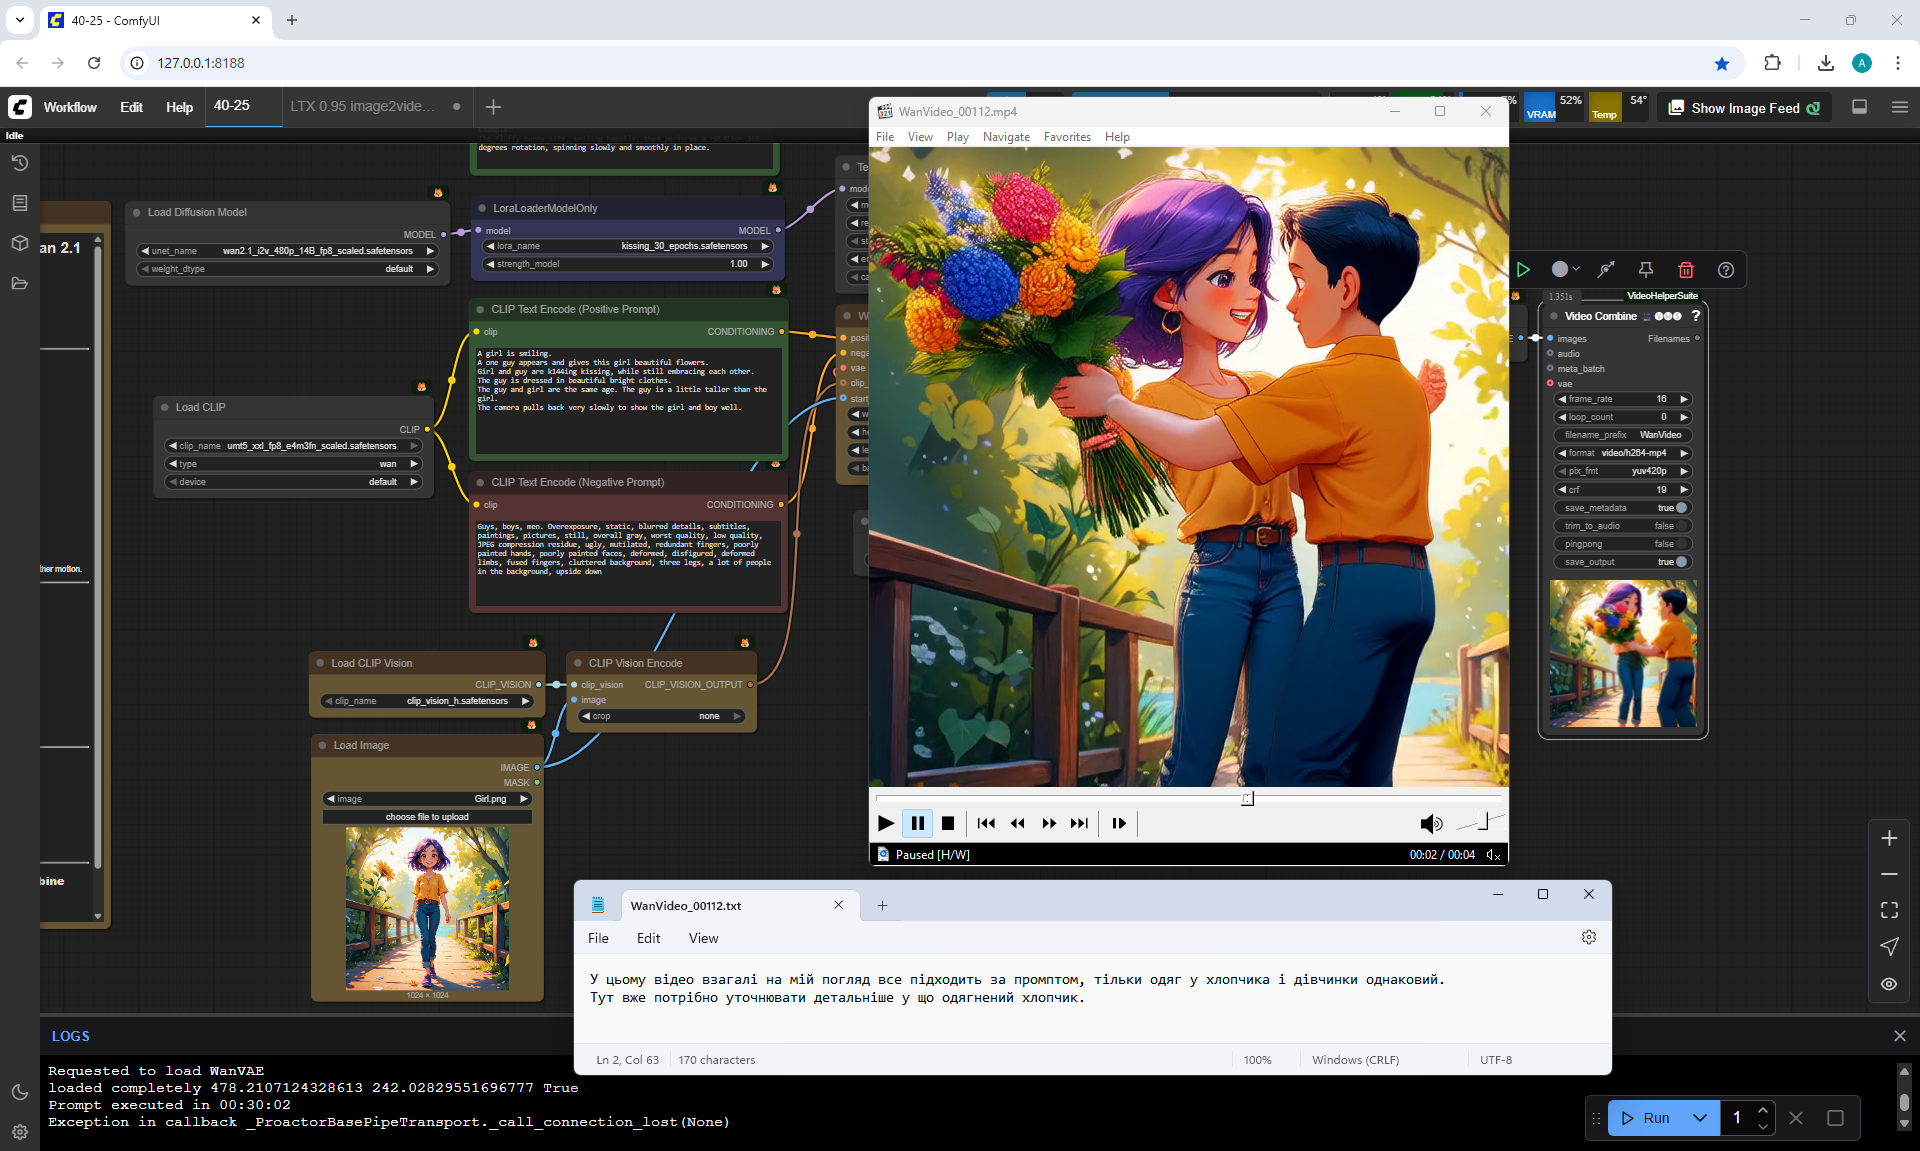 40-25 - ComfyUI
127.0.0.1:8188
A
Workflow
Edit
Help
40-25
LTX 0.95 image2vide...
VRAM
52%
Temp
54°
Show Image Feed
Idle
degrees rotation, spinning slowly and smoothly in place.
an 2.1
ther motion.
bine
Load Diffusion Model
MODEL
unet_name wan2.1_i2v_480p_14B_fp8_scaled.safetensors
weight_dtype default
LoraLoaderModelOnly
model MODEL
lora_name kissing_30_epochs.safetensors
strength_model 1.00
CLIP Text Encode (Positive Prompt)
clip CONDITIONING
A girl is smiling.
A one guy appears and gives this girl beautiful flowers.
Girl and guy are k144ing kissing, while still embracing each other.
The guy is dressed in beautiful bright clothes.
The guy and girl are the same age. The guy is a little taller than the
girl.
The camera pulls back very slowly to show the girl and boy well.
Load CLIP
CLIP
clip_name umt5_xxl_fp8_e4m3fn_scaled.safetensors
type wan
device default
CLIP Text Encode (Negative Prompt)
clip CONDITIONING
Guys, boys, men. Overexposure, static, blurred details, subtitles,
paintings, pictures, still, overall gray, worst quality, low quality,
JPEG compression residue, ugly, mutilated, redundant fingers, poorly
painted hands, poorly painted faces, deformed, disfigured, deformed
limbs, fused fingers, cluttered background, three legs, a lot of people
in the background, upside down
Load CLIP Vision
CLIP_VISION
clip_name clip_vision_h.safetensors
CLIP Vision Encode
clip_vision CLIP_VISION_OUTPUT
image
crop none
Load Image
IMAGE
MASK
image Girl.png
choose file to upload
1024 × 1024
WanVideo_00112.mp4
File View Play Navigate Favorites Help
Paused [H/W]
00:02 / 00:04
1.351s
VideoHelperSuite
Video Combine
?
images Filenames
audio
meta_batch
vae
frame_rate 16
loop_count 0
filename_prefix WanVideo
format video/h264-mp4
pix_fmt yuv420p
crf 19
save_metadata true
trim_to_audio false
pingpong false
save_output true
WanVideo_00112.txt
File Edit View
У цьому відео взагалі на мій погляд все підходить за промптом, тільки одяг у хлопчика і дівчинки однаковий.
Тут вже потрібно уточнювати детальніше у що одягнений хлопчик.
Ln 2, Col 63
170 characters
100%
Windows (CRLF)
UTF-8
LOGS
Requested to load WanVAE
loaded completely 478.2107124328613 242.02829551696777 True
Prompt executed in 00:30:02
Exception in callback _ProactorBasePipeTransport._call_connection_lost(None)
Run
1